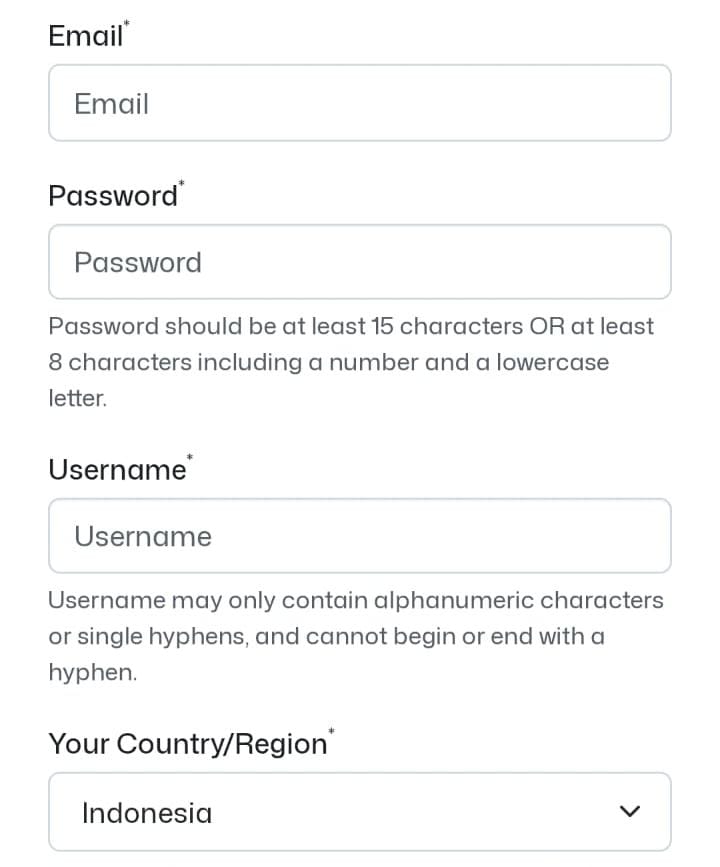 Email*
Email
Password*
Password
Password should be at least 15 characters OR at least
8 characters including a number and a lowercase
letter.
Username*
Username
Username may only contain alphanumeric characters
or single hyphens, and cannot begin or end with a
hyphen.
Your Country/Region*
Indonesia